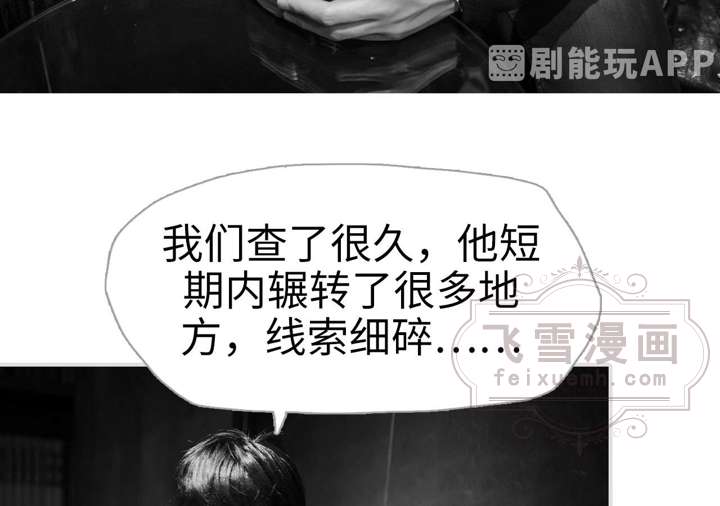 剧能玩APP
我们查了很久，他短
期内辗转了很多地
方，线索细碎……
飞雪漫画
feixuemh.com